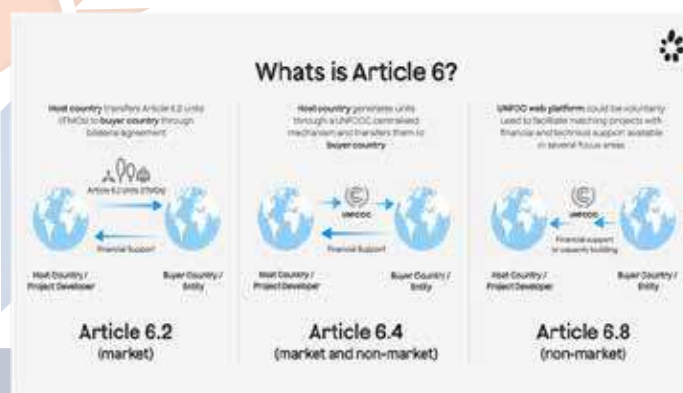 Whats is Article 6?
Host country transfers Article 6.2 units
(ITMOs) to buyer country through
bilateral agreement
Article 6.2 Units (ITMOs)
Financial Support
Host Country /
Project Developer
Buyer Country /
Entity
Article 6.2
(market)
Host country generates units
through a UNFCCC centralised
mechanism and transfers them to
buyer country
UNFCCC
Financial Support
Host Country /
Project Developer
Buyer Country /
Entity
Article 6.4
(market and non-market)
UNFCCC web platform could be voluntarily
used to facilitate matching projects with
financial and technical support available
in several focus areas
UNFCCC
Financial support
or capacity building
Host Country /
Project Developer
Buyer Country /
Entity
Article 6.8
(non-market)